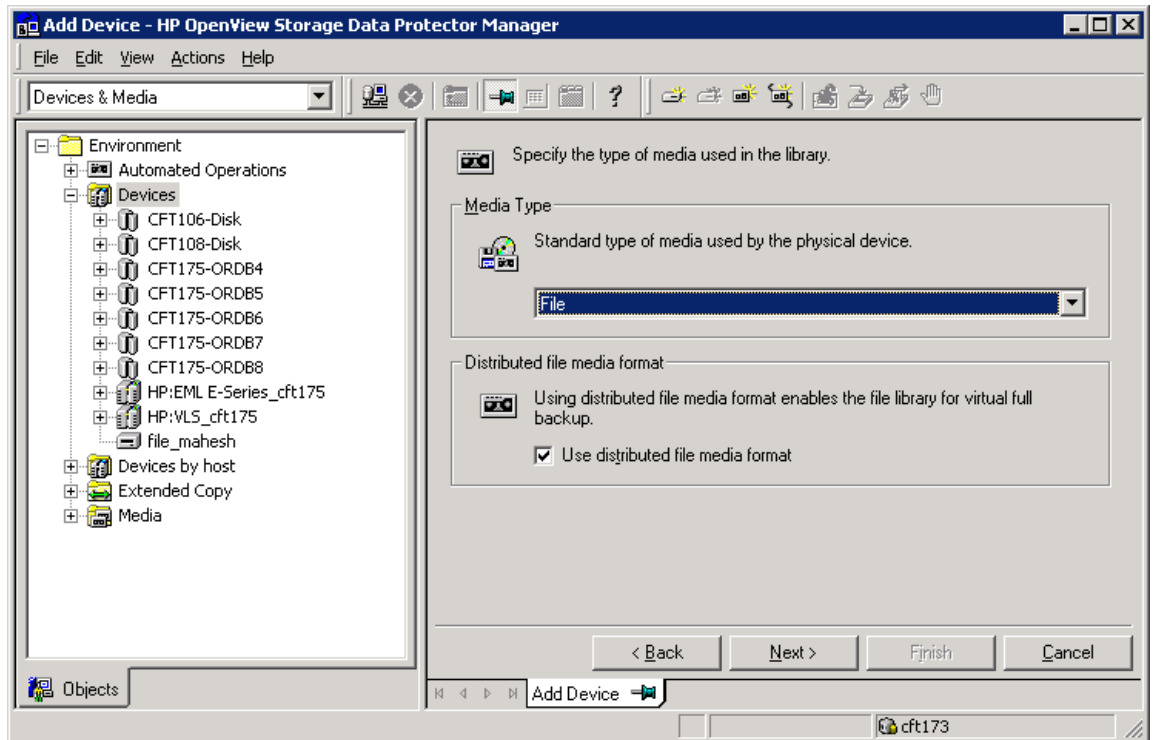 Add Device - HP OpenView Storage Data Protector Manager
File Edit View Actions Help
Devices & Media
Environment
Automated Operations
Devices
CFT106-Disk
CFT108-Disk
CFT175-ORDB4
CFT175-ORDB5
CFT175-ORDB6
CFT175-ORDB7
CFT175-ORDB8
HP:EML E-Series_cft175
HP:VLS_cft175
file_mahesh
Devices by host
Extended Copy
Media
Objects
Specify the type of media used in the library.
Media Type
Standard type of media used by the physical device.
File
Distributed file media format
Using distributed file media format enables the file library for virtual full
backup.
Use distributed file media format
< Back Next > Finish Cancel
Add Device
cft173